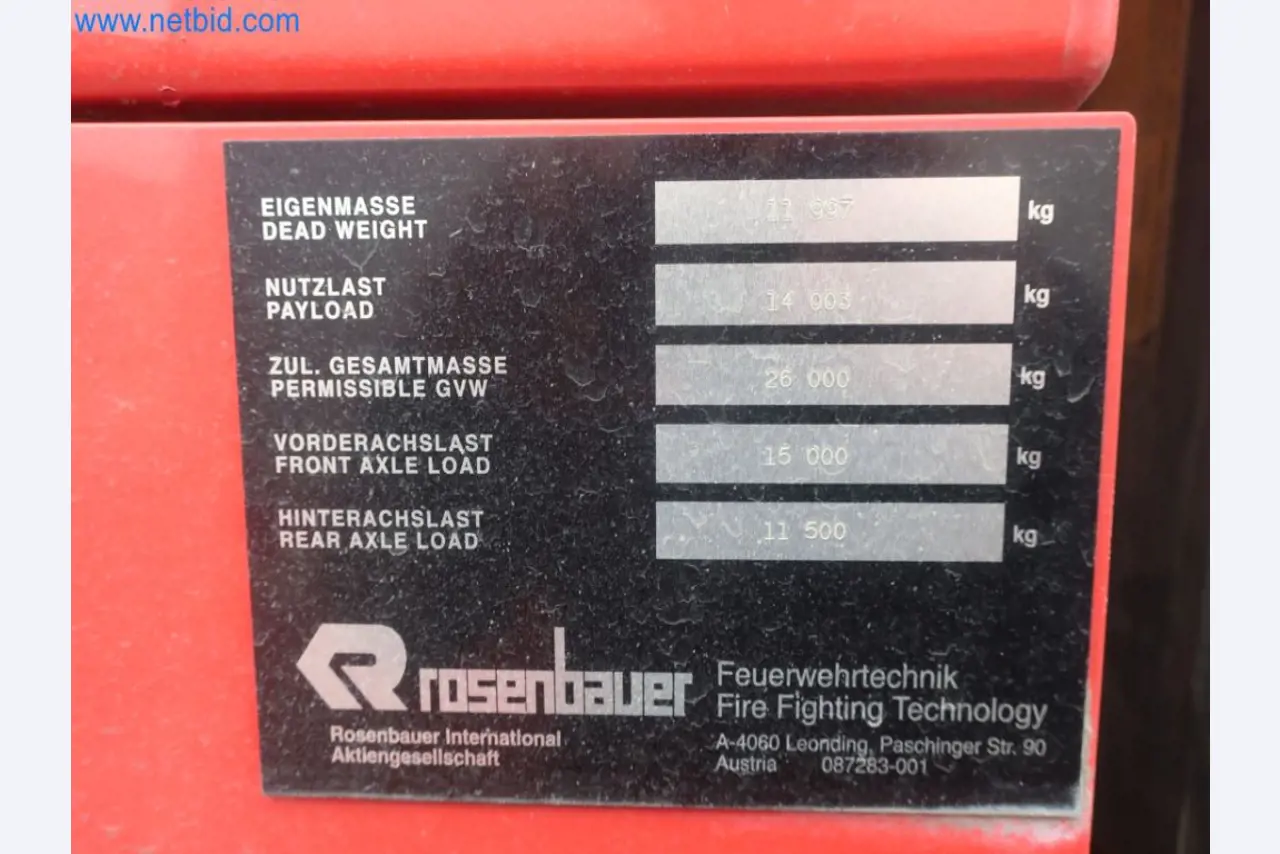 www.netbid.com
EIGENMASSE
DEAD WEIGHT
11 997 kg
NUTZLAST
PAYLOAD
14 003 kg
ZUL. GESAMTMASSE
PERMISSIBLE GVW
26 000 kg
VORDERACHSLAST
FRONT AXLE LOAD
15 000 kg
HINTERACHSLAST
REAR AXLE LOAD
11 500 kg
R rosenbauer
Rosenbauer International
Aktiengesellschaft
Feuerwehrtechnik
Fire Fighting Technology
A-4060 Leonding, Paschinger Str. 90
Austria 087283-001